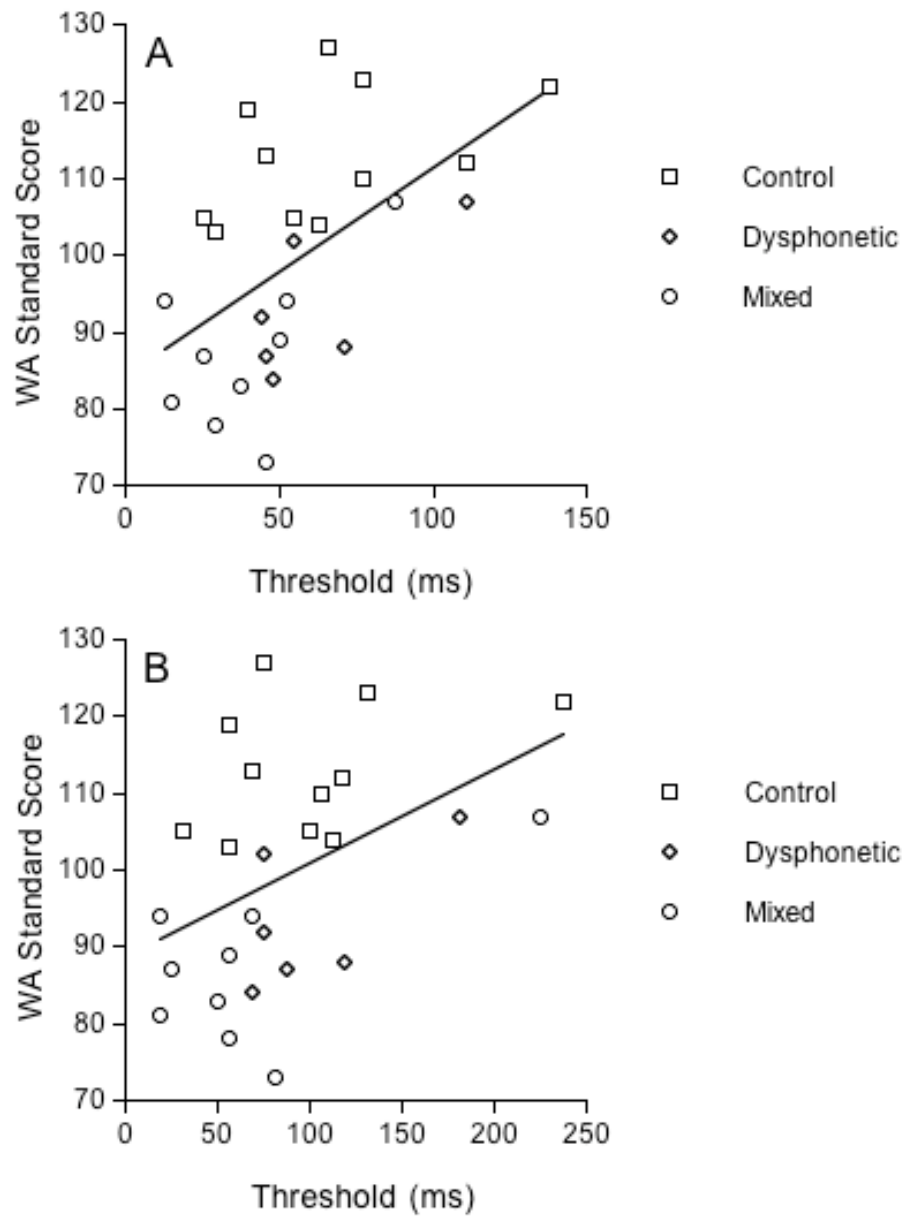 A
130
120
110
100
90
80
70
WA Standard Score
0 50 100 150
Threshold (ms)
Control
Dysphonetic
Mixed
B
130
120
110
100
90
80
70
WA Standard Score
0 50 100 150 200 250
Threshold (ms)
Control
Dysphonetic
Mixed